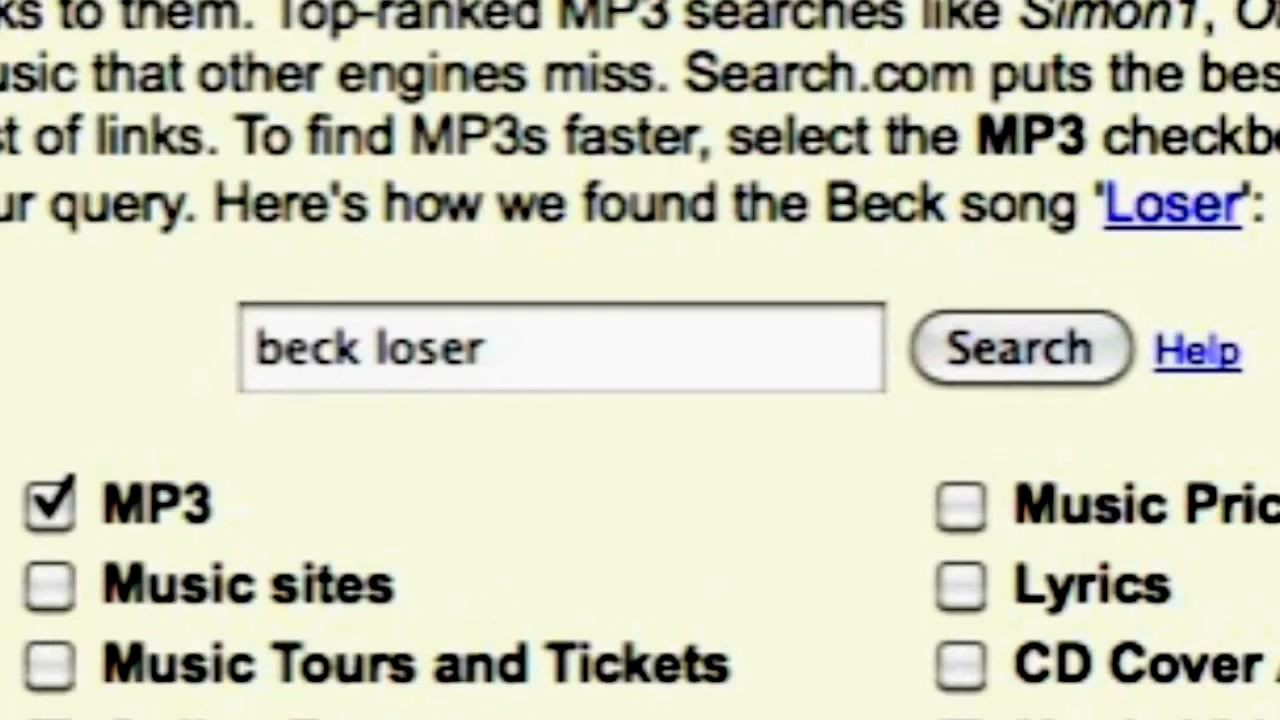 ks to them. Top-ranked MP3 searches like Simon1,
usic that other engines miss. Search.com puts the bes
st of links. To find MP3s faster, select the MP3 checkb
ur query. Here's how we found the Beck song 'Loser':
beck loser Search Help
MP3 Music Pric
Music sites Lyrics
Music Tours and Tickets CD Cover